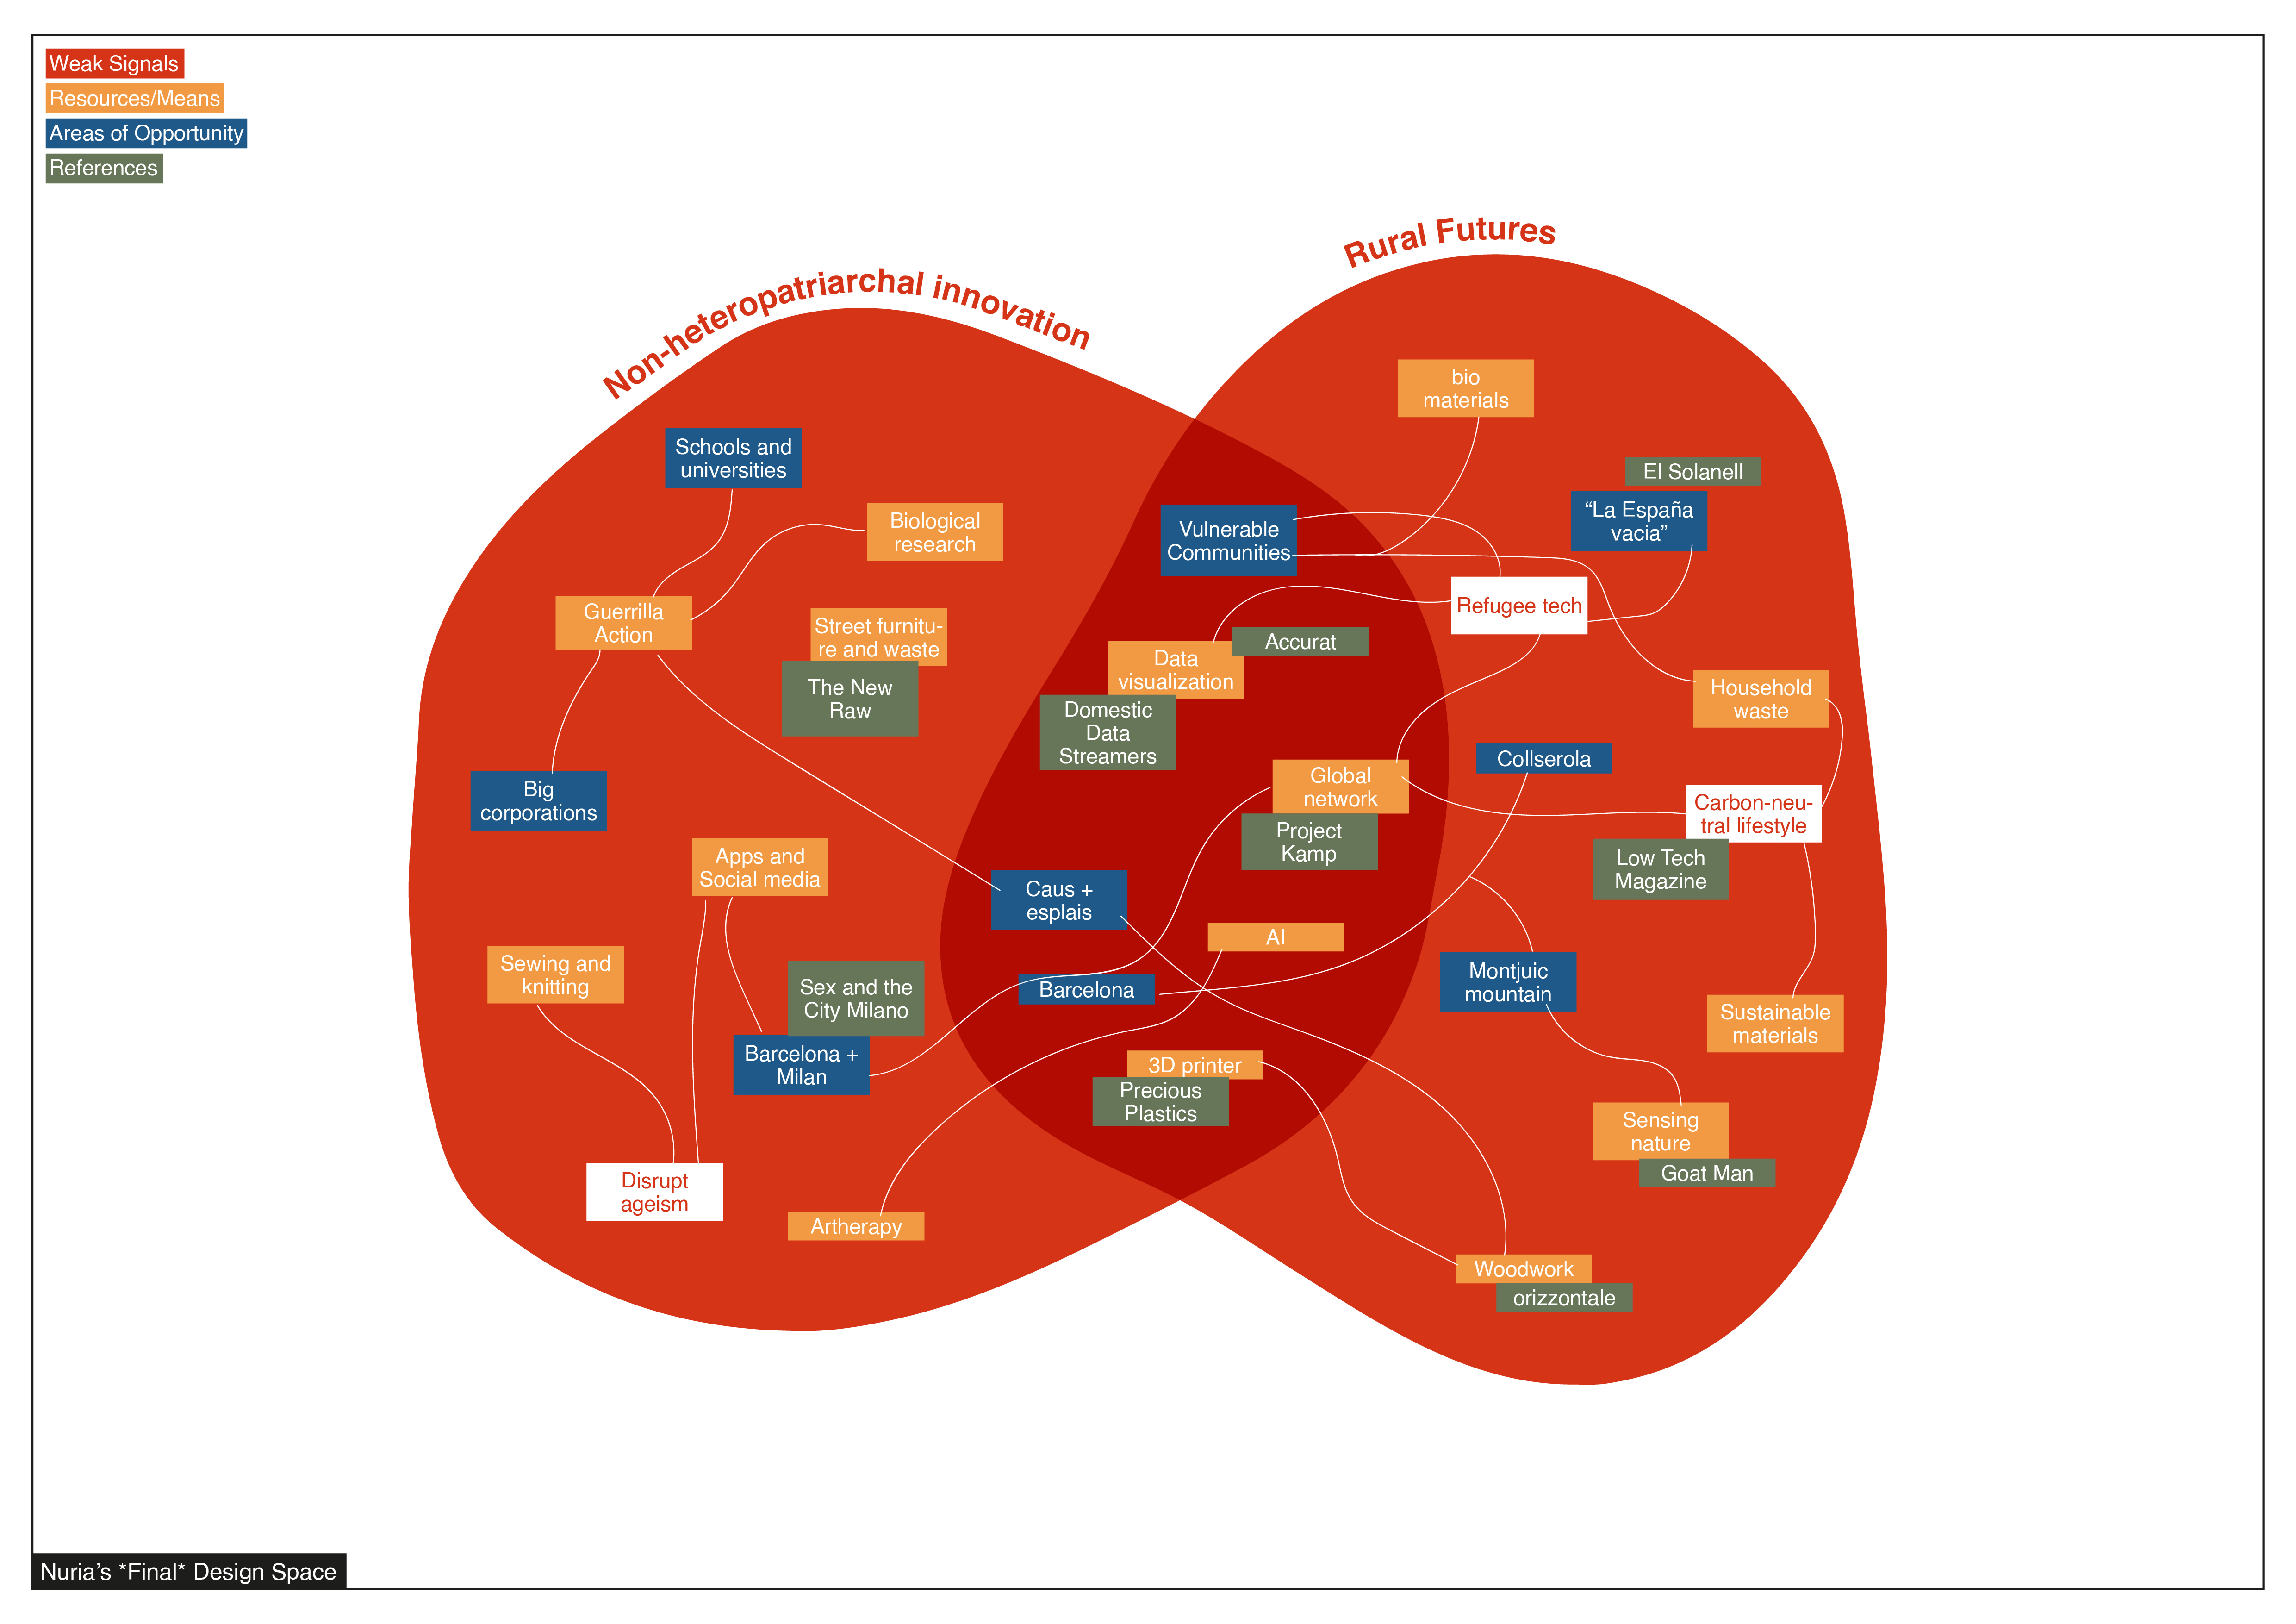 Weak Signals
Resources/Means
Areas of Opportunity
References
Rural Futures
Non-heteropatriarchal innovation
bio
materials
Schools and
universities
El Solanell
“La España
vacia”
Biological
research
Vulnerable
Communities
Guerrilla
Action
Refugee tech
Street furnitu-
re and waste
Accurat
Data
visualization
The New
Raw
Household
waste
Domestic
Data
Streamers
Collserola
Big
corporations
Global
network
Carbon-neu-
tral lifestyle
Project
Kamp
Apps and
Social media
Low Tech
Magazine
Caus +
esplais
AI
Sewing and
knitting
Sex and the
City Milano
Barcelona
Montjuic
mountain
Sustainable
materials
Barcelona +
Milan
3D printer
Precious
Plastics
Sensing
nature
Goat Man
Disrupt
ageism
Artherapy
Woodwork
orizzontale
Nuria’s *Final* Design Space